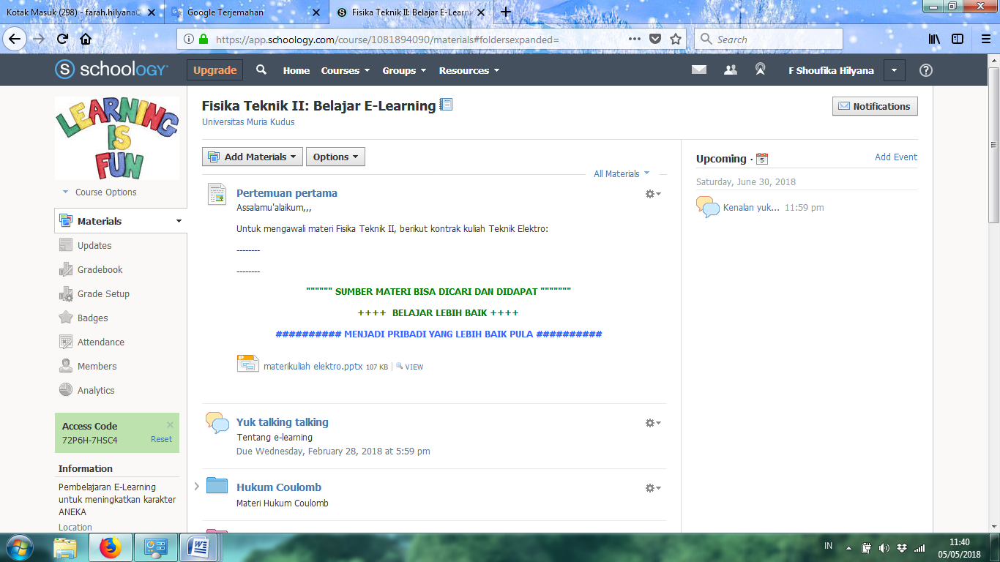 Kotak Masuk (298) - farah.hilyana@
Google Terjemahan
Fisika Teknik II: Belajar E-Learn
https://app.schoology.com/course/1081894090/materials#foldersexpanded=
Search
S schoology
Upgrade
Home
Courses
Groups
Resources
F Shoufika Hilyana
LEARNING
IS
FUN
Course Options
Materials
Updates
Gradebook
Grade Setup
Badges
Attendance
Members
Analytics
Access Code
72P6H-7HSC4
Reset
Information
Pembelajaran E-Learning
untuk meningkatkan karakter
ANEKA
Location
Fisika Teknik II: Belajar E-Learning
Universitas Muria Kudus
Notifications
Add Materials
Options
All Materials
Pertemuan pertama
Assalamu'alaikum,,,
Untuk mengawali materi Fisika Teknik II, berikut kontrak kuliah Teknik Elektro:
--------
--------
"""""" SUMBER MATERI BISA DICARI DAN DIDAPAT """""""
++++ BELAJAR LEBIH BAIK ++++
########## MENJADI PRIBADI YANG LEBIH BAIK PULA ##########
materikuliah elektro.pptx 107 KB | VIEW
Yuk talking talking
Tentang e-learning
Due Wednesday, February 28, 2018 at 5:59 pm
Hukum Coulomb
Materi Hukum Coulomb
Upcoming · 5
Add Event
Saturday, June 30, 2018
Kenalan yuk... 11:59 pm
IN
11:40
05/05/2018